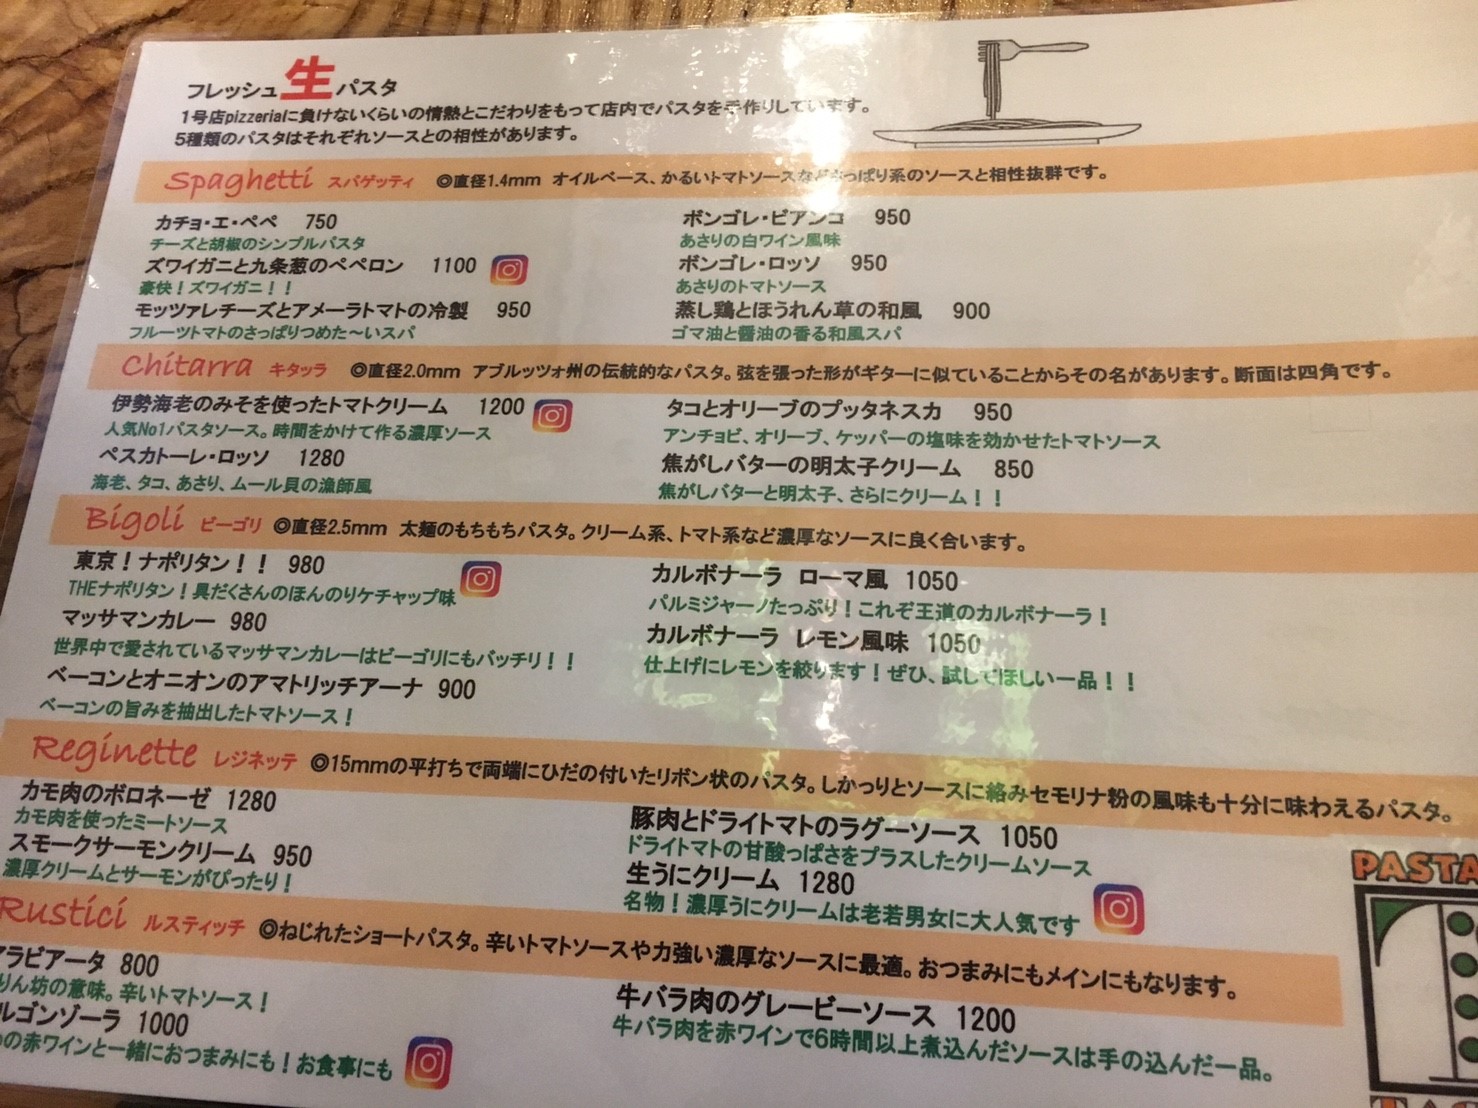 フレッシュ生パスタ
1号店pizzeriaに負けないくらいの情熱とこだわりをもって店内でパスタを手作りしています。
5種類のパスタはそれぞれソースとの相性があります。
Spaghetti スパゲッティ ◎直径1.4mm オイルベース、かるいトマトソースなどさっぱり系のソースと相性抜群です。
カチョ・エ・ペペ 750
チーズと胡椒のシンプルパスタ
ズワイガニと九条葱のペペロン 1100
豪快！ズワイガニ！！
モッツァレチーズとアメーラトマトの冷製 950
フルーツトマトのさっぱりつめた～いスパ
ボンゴレ・ビアンコ 950
あさりの白ワイン風味
ボンゴレ・ロッソ 950
あさりのトマトソース
蒸し鶏とほうれん草の和風 900
ゴマ油と醤油の香る和風スパ
Chitarra キタッラ ◎直径2.0mm アブルッツォ州の伝統的なパスタ。弦を張った形がギターに似ていることからその名があります。断面は四角です。
伊勢海老のみそを使ったトマトクリーム 1200
人気No1パスタソース。時間をかけて作る濃厚ソース
ペスカトーレ・ロッソ 1280
海老、タコ、あさり、ムール貝の漁師風
タコとオリーブのプッタネスカ 950
アンチョビ、オリーブ、ケッパーの塩味を効かせたトマトソース
焦がしバターの明太子クリーム 850
焦がしバターと明太子、さらにクリーム！！
Bigoli ビーゴリ ◎直径2.5mm 太麺のもちもちパスタ。クリーム系、トマト系など濃厚なソースに良く合います。
東京！ナポリタン！！ 980
THEナポリタン！具だくさんのほんのりケチャップ味
マッサマンカレー 980
世界中で愛されているマッサマンカレーはビーゴリにもバッチリ！！
ベーコンとオニオンのアマトリッチアーナ 900
ベーコンの旨みを抽出したトマトソース！
カルボナーラ ローマ風 1050
パルミジャーノたっぷり！これぞ王道のカルボナーラ！
カルボナーラ レモン風味 1050
仕上げにレモンを絞ります！ぜひ、試してほしい一品！！
Reginette レジネッテ ◎15mmの平打ちで両端にひだの付いたリボン状のパスタ。しかっりとソースに絡みセモリナ粉の風味も十分に味わえるパスタ。
カモ肉のボロネーゼ 1280
カモ肉を使ったミートソース
スモークサーモンクリーム 950
濃厚クリームとサーモンがぴったり！
豚肉とドライトマトのラグーソース 1050
ドライトマトの甘酸っぱさをプラスしたクリームソース
生うにクリーム 1280
名物！濃厚うにクリームは老若男女に大人気です
Rustici ルスティッチ ◎ねじれたショートパスタ。辛いトマトソースや力強い濃厚なソースに最適。おつまみにもメインにもなります。
アラビアータ 800
りん坊の意味。辛いトマトソース！
ルゴンゾーラ 1000
の赤ワインと一緒におつまみにも！お食事にも
牛バラ肉のグレービーソース 1200
牛バラ肉を赤ワインで6時間以上煮込んだソースは手の込んだ一品。
PASTA